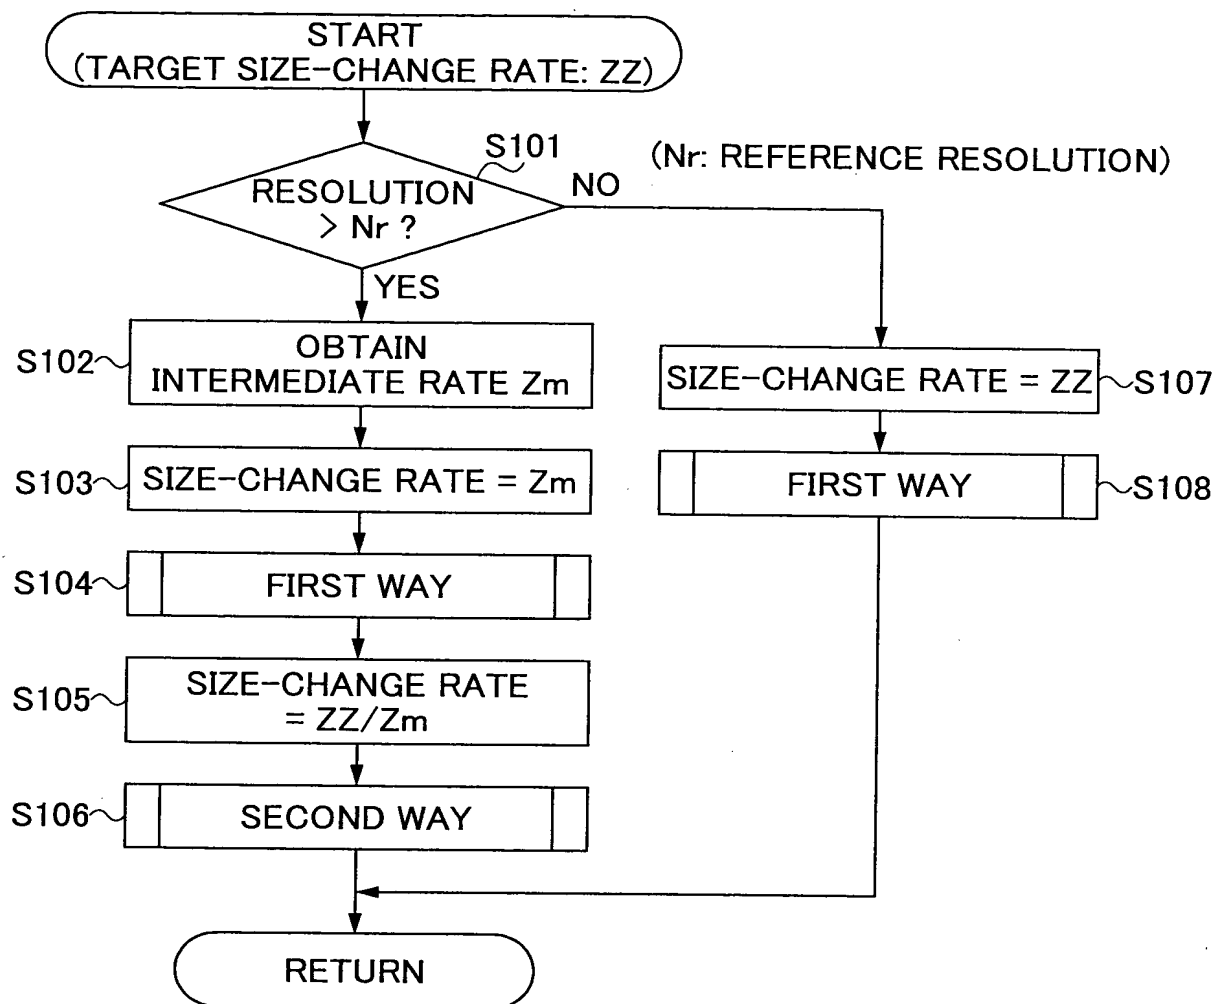 START
(TARGET SIZE-CHANGE RATE: ZZ)
S101
(Nr: REFERENCE RESOLUTION)
RESOLUTION
> Nr ?
NO
YES
S102
OBTAIN
INTERMEDIATE RATE Zm
SIZE-CHANGE RATE = ZZ
S107
S103
SIZE-CHANGE RATE = Zm
FIRST WAY
S108
S104
FIRST WAY
S105
SIZE-CHANGE RATE
= ZZ/Zm
S106
SECOND WAY
RETURN